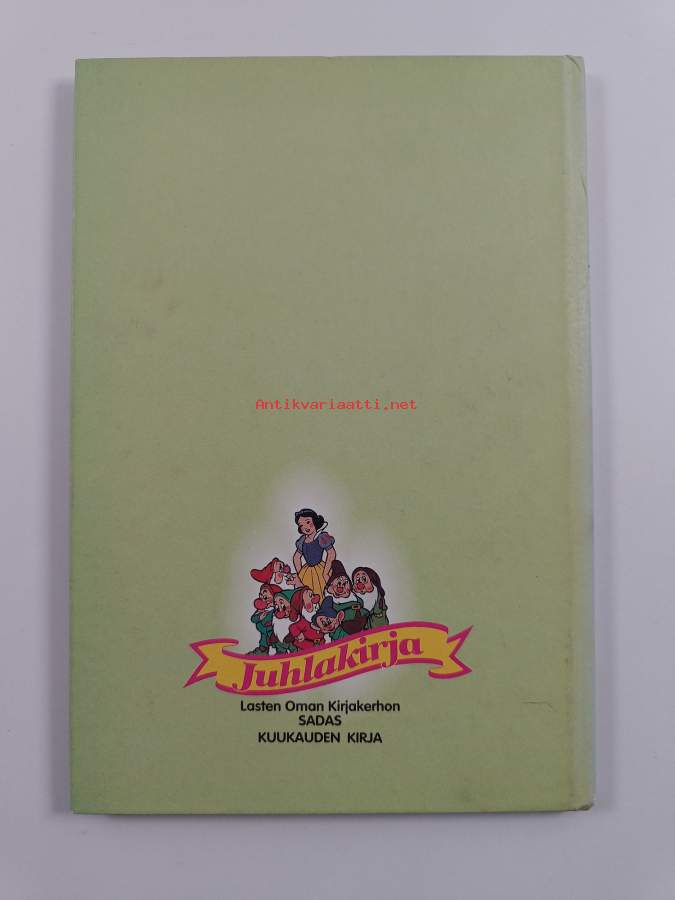 Antikvariaatti.net
Juhlakirja
Lasten Oman Kirjakerhon
SADAS
KUUKAUDEN KIRJA